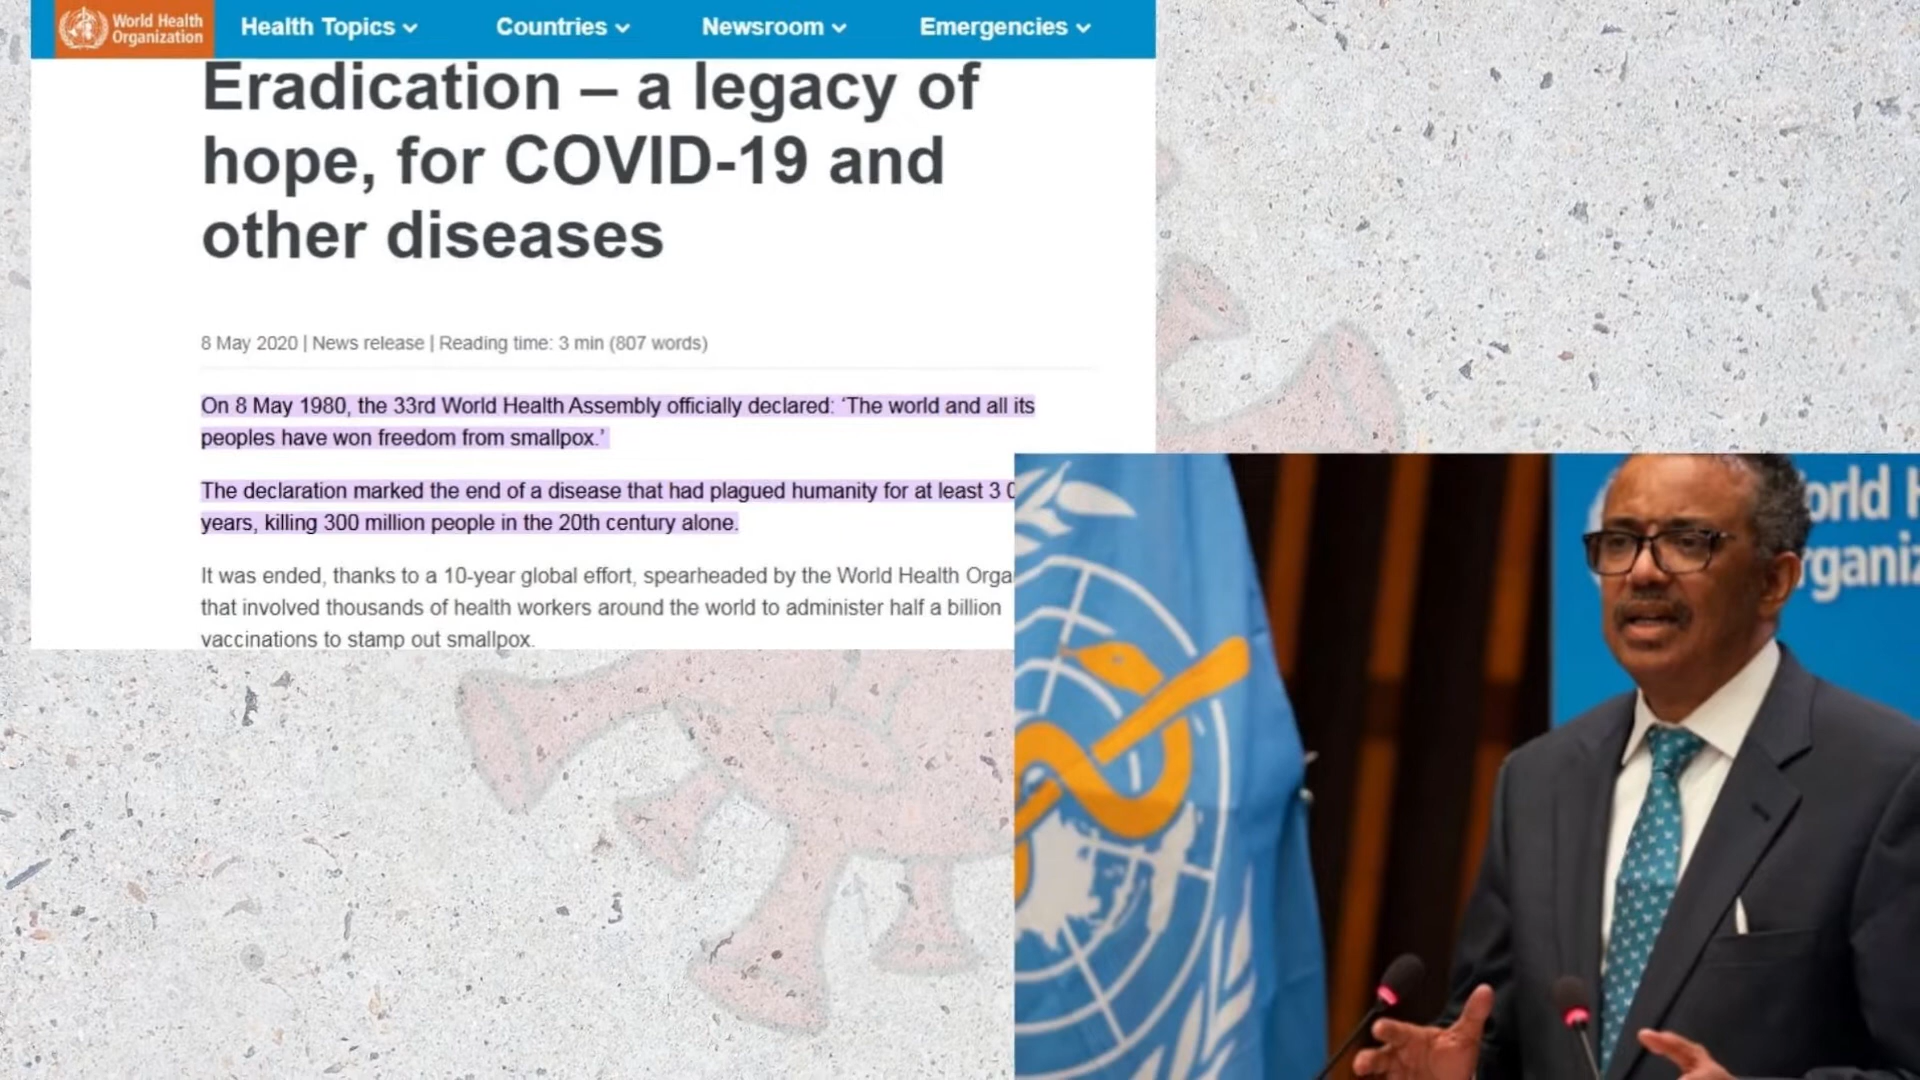 World Health
Organization
Health Topics
Countries
Newsroom
Emergencies
Eradication – a legacy of
hope, for COVID-19 and
other diseases
8 May 2020 | News release | Reading time: 3 min (807 words)
On 8 May 1980, the 33rd World Health Assembly officially declared: ‘The world and all its
peoples have won freedom from smallpox.’
The declaration marked the end of a disease that had plagued humanity for at least 3 0
years, killing 300 million people in the 20th century alone.
It was ended, thanks to a 10-year global effort, spearheaded by the World Health Orga
that involved thousands of health workers around the world to administer half a billion
vaccinations to stamp out smallpox.
orld H
rganiz